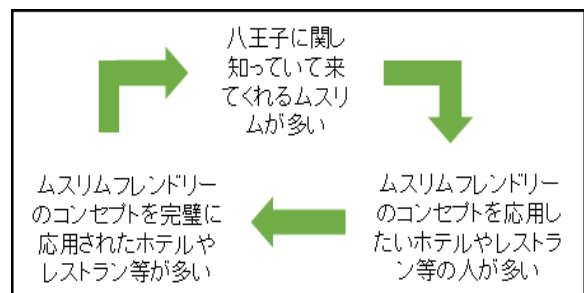 八王子に関し
知っていて来
てくれるムスリ
ムが多い
ムスリムフレンドリー
のコンセプトを応用し
たいホテルやレストラ
ン等の人が多い
ムスリムフレンドリー
のコンセプトを完璧に
応用されたホテルや
レストラン等が多い